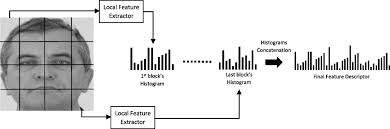 Local Feature
Extractor
Histograms
Concatenation
1st block's
Histogram
Last block's
Histogram
Final Feature Descriptor
Local Feature
Extractor